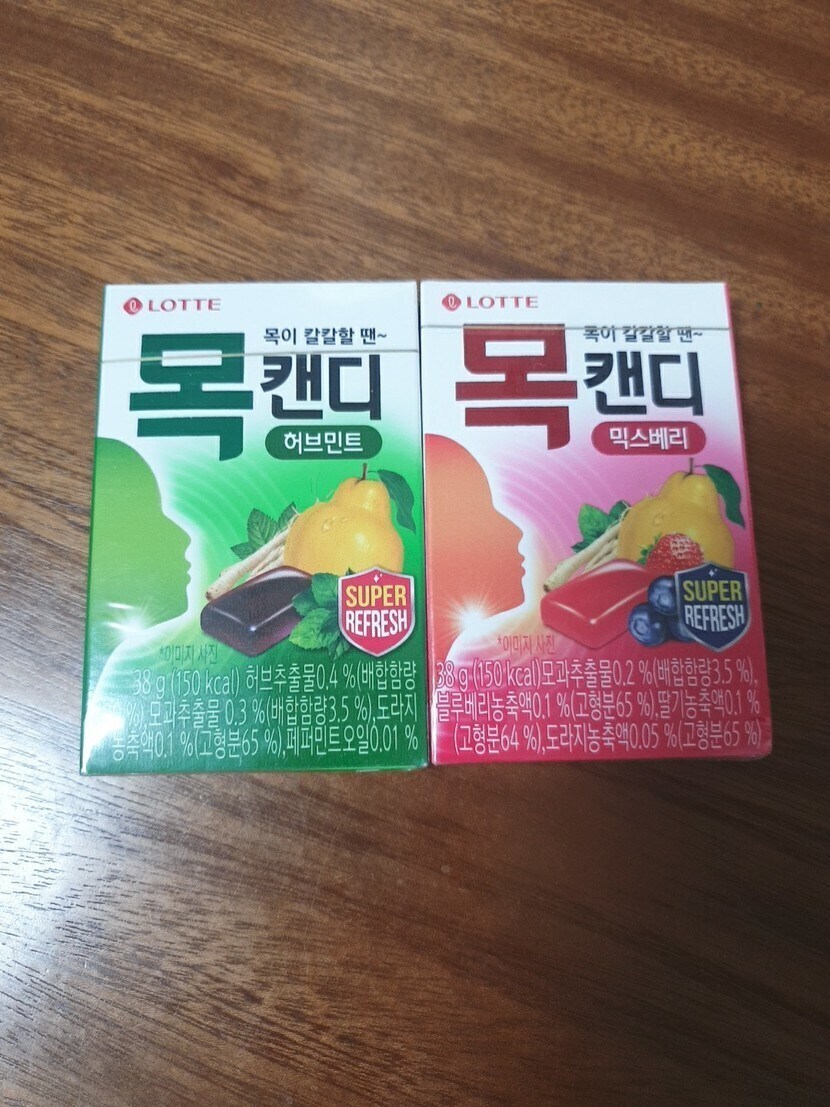 LOTTE
목이 칼칼할 땐~
목캔디
허브민트
SUPER
REFRESH
*이미지 사진
38 g (150 kcal) 허브추출물0.4 %(배합함량
%),모과추출물 0.3 %(배합함량3.5 %),도라지
농축액0.1 %(고형분65 %),페퍼민트오일0.01 %
LOTTE
목이 칼칼할 땐~
목캔디
믹스베리
SUPER
REFRESH
*이미지 사진
38 g (150 kcal)모과추출물0.2 %(배합함량3.5 %),
블루베리농축액0.1 %(고형분65 %),딸기농축액0.1 %
(고형분64 %),도라지농축액0.05 %(고형분65 %)